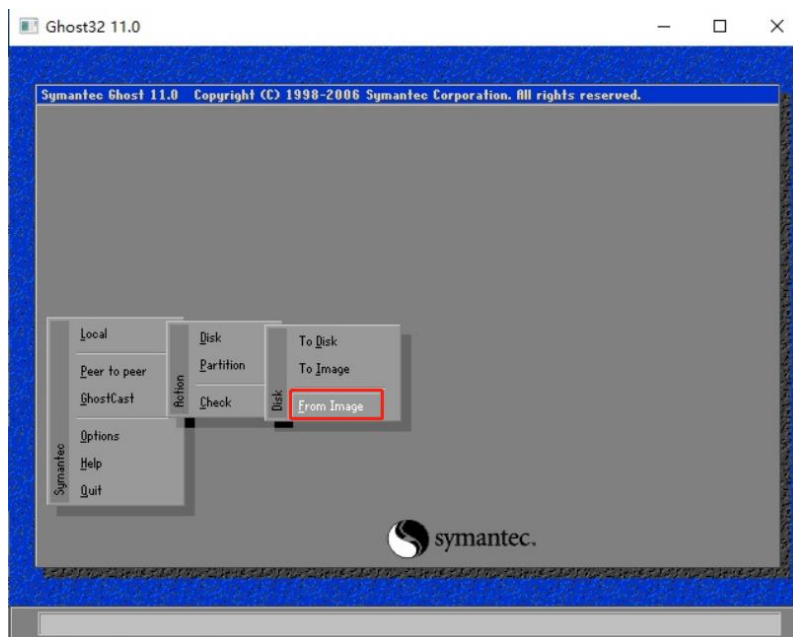 Ghost32 11.0
Symantec Ghost 11.0 Copyright (C) 1998-2006 Symantec Corporation. All rights reserved.
Symantec
Local
Peer to peer
GhostCast
Options
Help
Quit
Action
Disk
Partition
Check
Disk
To Disk
To Image
From Image
symantec.